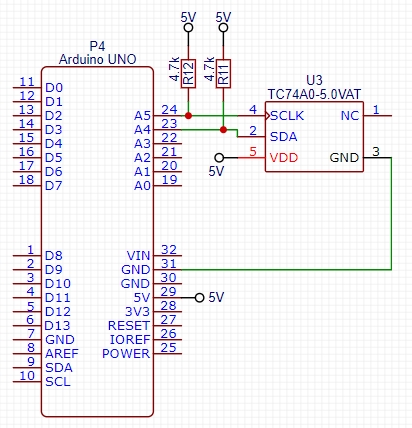 5V 5V
4.7k R12 4.7k R11
P4
Arduino UNO
U3
TC74A0-5.0VAT
11 D0
12 D1
13 D2 A5 24 4 SCLK NC 1
14 D3 A4 23 2 SDA
15 D4 A3 22
16 D5 A2 21 5V 5 VDD GND 3
17 D6 A1 20
18 D7 A0 19
1 D8 VIN 32
2 D9 GND 31
3 D10 GND 30
4 D11 5V 29 5V
5 D12 3V3 28
6 D13 RESET 27
7 GND IOREF 26
8 AREF POWER 25
9 SDA
10 SCL